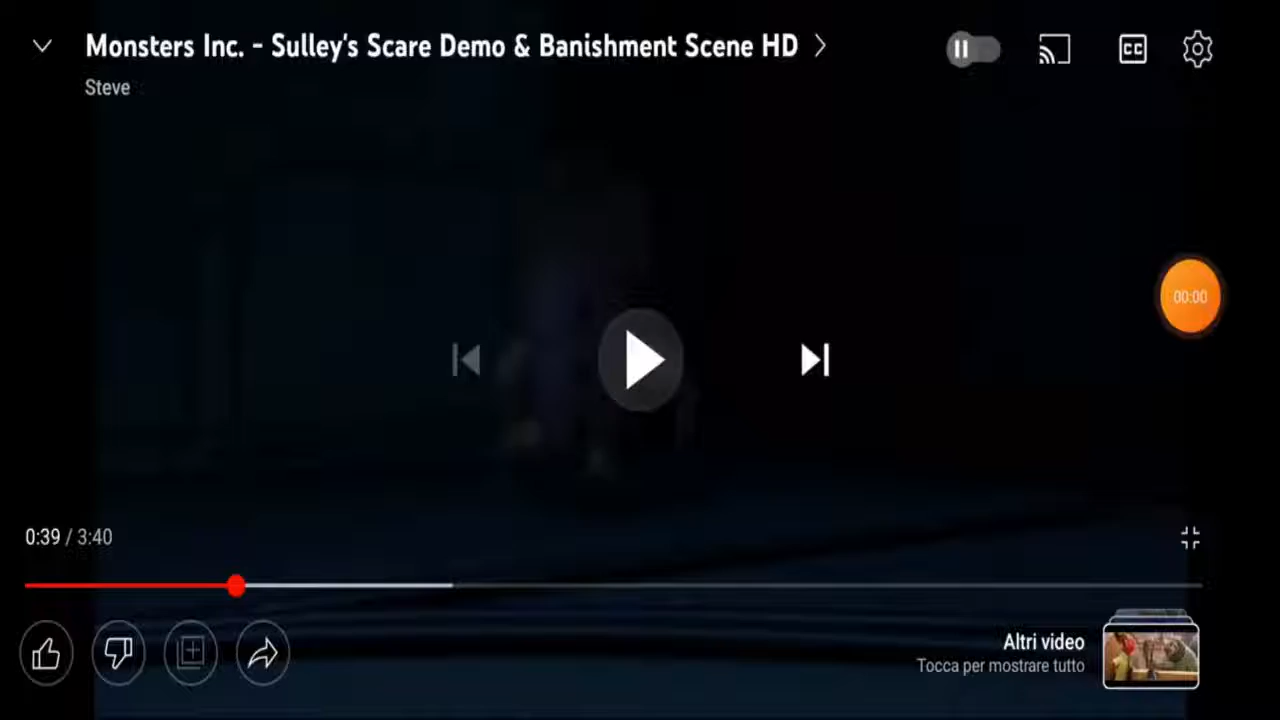 Monsters Inc. - Sulley's Scare Demo & Banishment Scene HD
Steve
CC
00:00
0:39 / 3:40
Altri video
Tocca per mostrare tutto